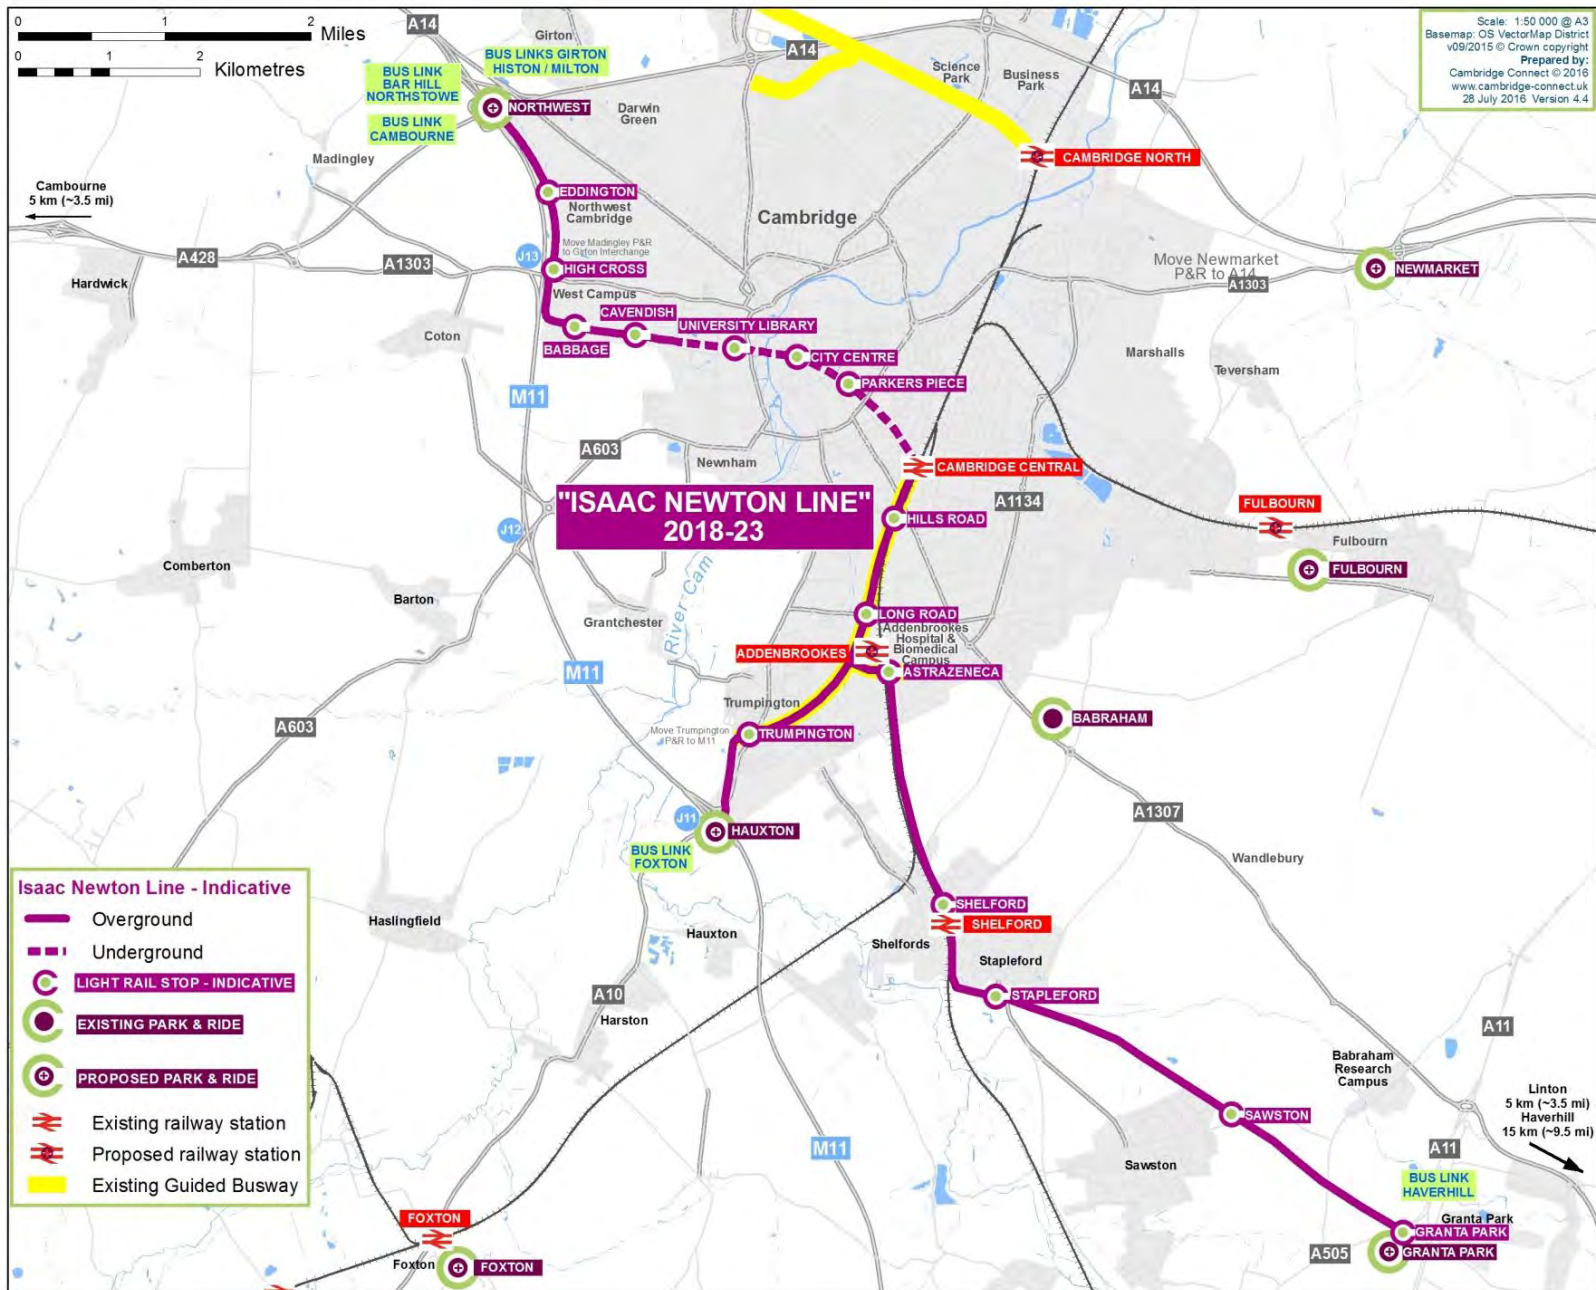 0 1 2
Miles
0 1 2
Kilometres
Scale: 1:50 000 @ A3
Basemap: OS VectorMap District
v09/2015 © Crown copyright
Prepared by:
Cambridge Connect © 2016
www.cambridge-connect.uk
28 July 2016 Version 4.4
A14
Girton
BUS LINKS GIRTON
HISTON / MILTON
A14
BUS LINK
BAR HILL
NORTHSTOWE
Science
Park
Business
Park
A14
NORTHWEST
Darwin
Green
BUS LINK
CAMBOURNE
Madingley
CAMBRIDGE NORTH
Cambourne
5 km (~3.5 mi)
EDDINGTON
Northwest
Cambridge
Cambridge
Move Madingley P&R
to Girton Interchange
A428
J13
A1303
HIGH CROSS
Move Newmarket
P&R to A14
A1303
NEWMARKET
Hardwick
West Campus
CAVENDISH
UNIVERSITY LIBRARY
Coton
BABBAGE
CITY CENTRE
Marshalls
Teversham
PARKERS PIECE
M11
A603
Newnham
CAMBRIDGE CENTRAL
"ISAAC NEWTON LINE"
2018-23
A1134
FULBOURN
HILLS ROAD
J12
Fulbourn
Comberton
FULBOURN
Barton
River Cam
Grantchester
LONG ROAD
Addenbrookes
Hospital &
Biomedical
Campus
ADDENBROOKES
M11
ASTRAZENECA
Trumpington
A603
Move Trumpington
P&R to M11
TRUMPINGTON
BABRAHAM
J11
HAUXTON
A1307
BUS LINK
FOXTON
Wandlebury
Isaac Newton Line - Indicative
Overground
Underground
LIGHT RAIL STOP - INDICATIVE
EXISTING PARK & RIDE
PROPOSED PARK & RIDE
Existing railway station
Proposed railway station
Existing Guided Busway
Haslingfield
SHELFORD
Hauxton
SHELFORD
Shelfords
Stapleford
A10
STAPLEFORD
Harston
A11
Babraham
Research
Campus
Linton
5 km (~3.5 mi)
Haverhill
15 km (~9.5 mi)
SAWSTON
M11
A11
Sawston
BUS LINK
HAVERHILL
FOXTON
Granta Park
GRANTA PARK
A505
GRANTA PARK
Foxton
FOXTON